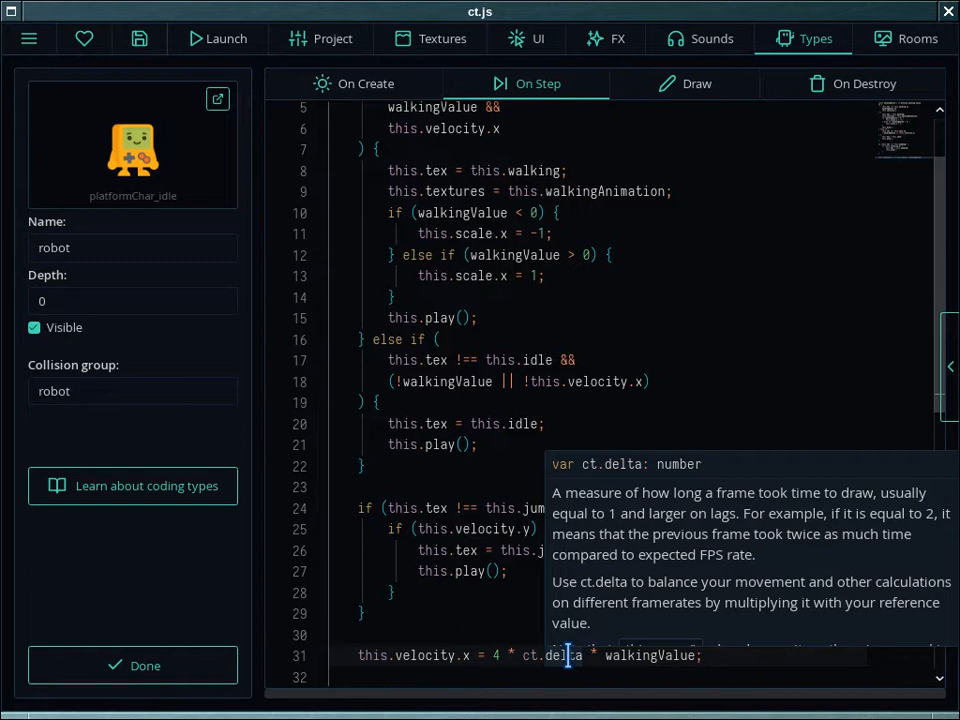 ct.js
Launch
Project
Textures
UI
FX
Sounds
Types
Rooms
platformChar_idle
Name:
robot
Depth:
0
Visible
Collision group:
robot
Learn about coding types
Done
On Create
On Step
Draw
On Destroy
5 walkingValue &&
6 this.velocity.x
7 ) {
8 this.tex = this.walking;
9 this.textures = this.walkingAnimation;
10 if (walkingValue < 0) {
11 this.scale.x = -1;
12 } else if (walkingValue > 0) {
13 this.scale.x = 1;
14 }
15 this.play();
16 } else if (
17 this.tex !== this.idle &&
18 (!walkingValue || !this.velocity.x)
19 ) {
20 this.tex = this.idle;
21 this.play();
22 }
23
24 if (this.tex !== this.jum
25 if (this.velocity.y)
26 this.tex = this.j
27 this.play();
28 }
29 }
30
31 this.velocity.x = 4 * ct.delta * walkingValue;
32
var ct.delta: number
A measure of how long a frame took time to draw, usually
equal to 1 and larger on lags. For example, if it is equal to 2, it
means that the previous frame took twice as much time
compared to expected FPS rate.
Use ct.delta to balance your movement and other calculations
on different framerates by multiplying it with your reference
value.